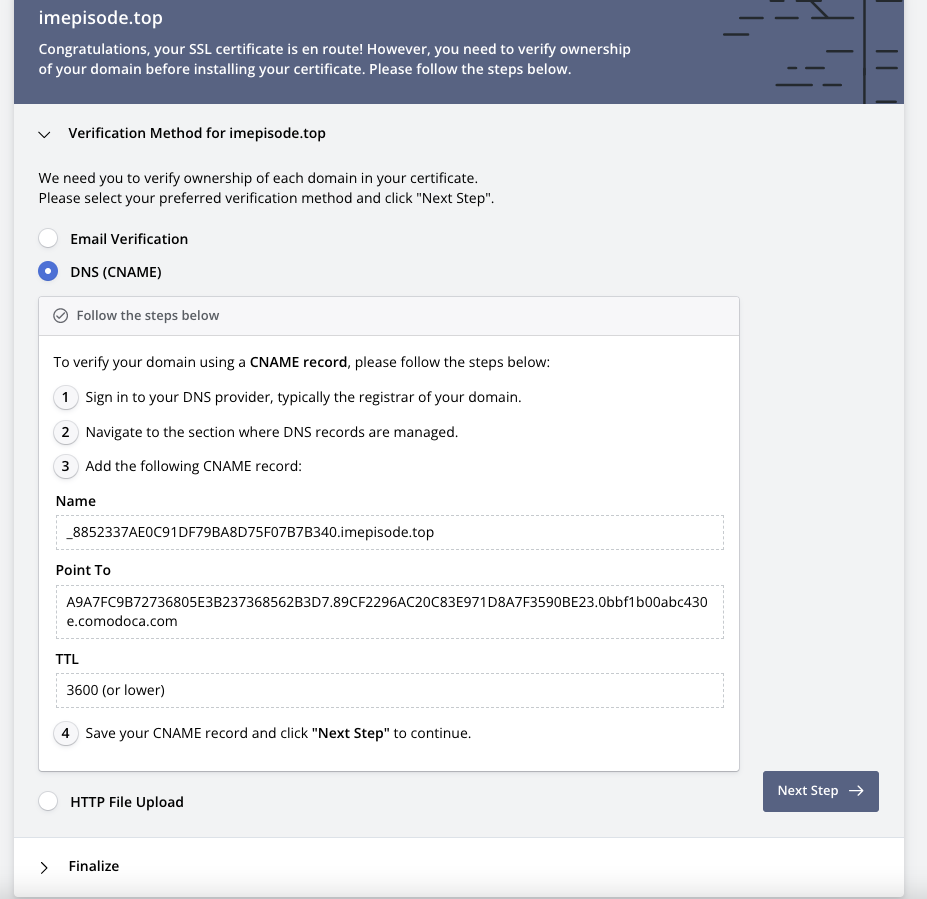 imepisode.top
Congratulations, your SSL certificate is en route! However, you need to verify ownership
of your domain before installing your certificate. Please follow the steps below.
Verification Method for imepisode.top
We need you to verify ownership of each domain in your certificate.
Please select your preferred verification method and click "Next Step".
Email Verification
DNS (CNAME)
Follow the steps below
To verify your domain using a CNAME record, please follow the steps below:
1 Sign in to your DNS provider, typically the registrar of your domain.
2 Navigate to the section where DNS records are managed.
3 Add the following CNAME record:
Name
_8852337AE0C91DF79BA8D75F07B7B340.imepisode.top
Point To
A9A7FC9B72736805E3B237368562B3D7.89CF2296AC20C83E971D8A7F3590BE23.0bbf1b00abc430
e.comodoca.com
TTL
3600 (or lower)
4 Save your CNAME record and click "Next Step" to continue.
HTTP File Upload
Next Step
Finalize